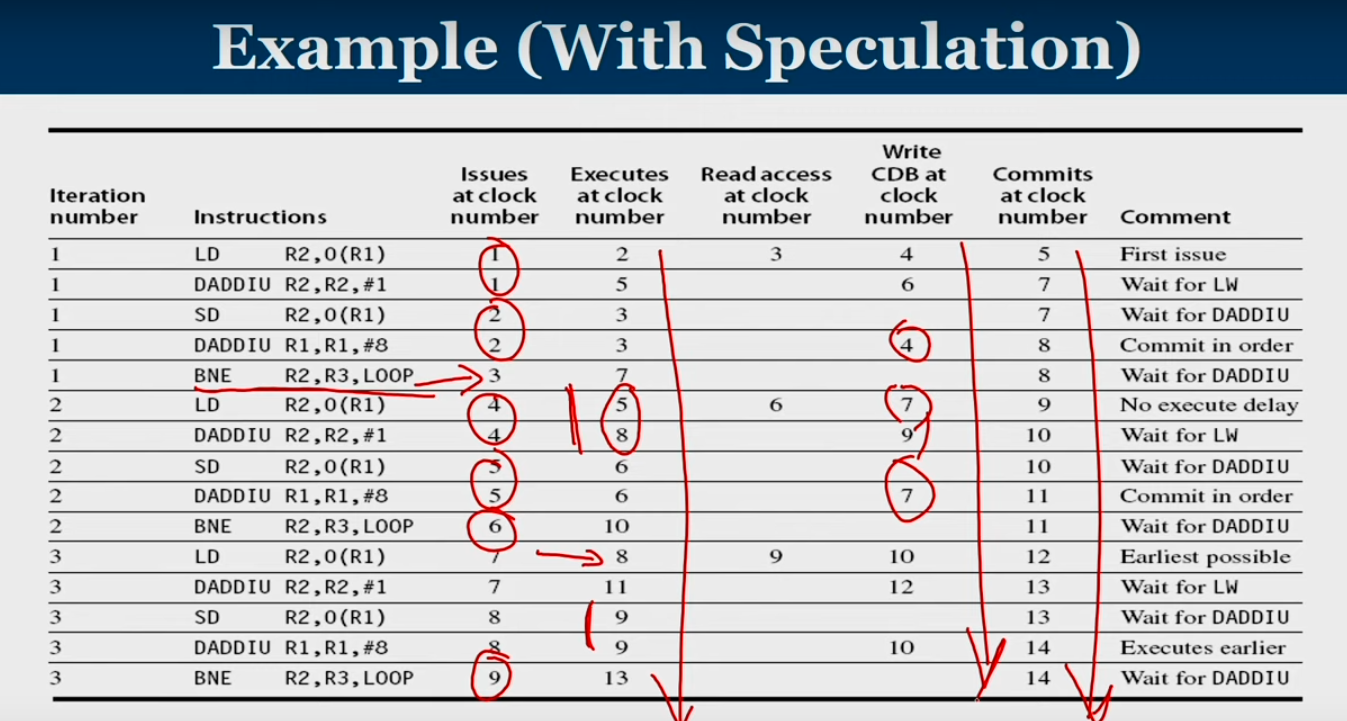 Example (With Speculation)
Iteration number Instructions Issues at clock number Executes at clock number Read access at clock number Write CDB at clock number Commits at clock number Comment
1 LD R2,0(R1) 1 2 3 4 5 First issue
1 DADDIU R2,R2,#1 1 5 6 7 Wait for LW
1 SD R2,0(R1) 2 3 7 Wait for DADDIU
1 DADDIU R1,R1,#8 2 3 4 8 Commit in order
1 BNE R2,R3,LOOP 3 7 8 Wait for DADDIU
2 LD R2,0(R1) 4 5 6 7 9 No execute delay
2 DADDIU R2,R2,#1 4 8 9 10 Wait for LW
2 SD R2,0(R1) 5 6 10 Wait for DADDIU
2 DADDIU R1,R1,#8 5 6 7 11 Commit in order
2 BNE R2,R3,LOOP 6 10 11 Wait for DADDIU
3 LD R2,0(R1) 7 8 9 10 12 Earliest possible
3 DADDIU R2,R2,#1 7 11 12 13 Wait for LW
3 SD R2,0(R1) 8 9 13 Wait for DADDIU
3 DADDIU R1,R1,#8 8 9 10 14 Executes earlier
3 BNE R2,R3,LOOP 9 13 14 Wait for DADDIU